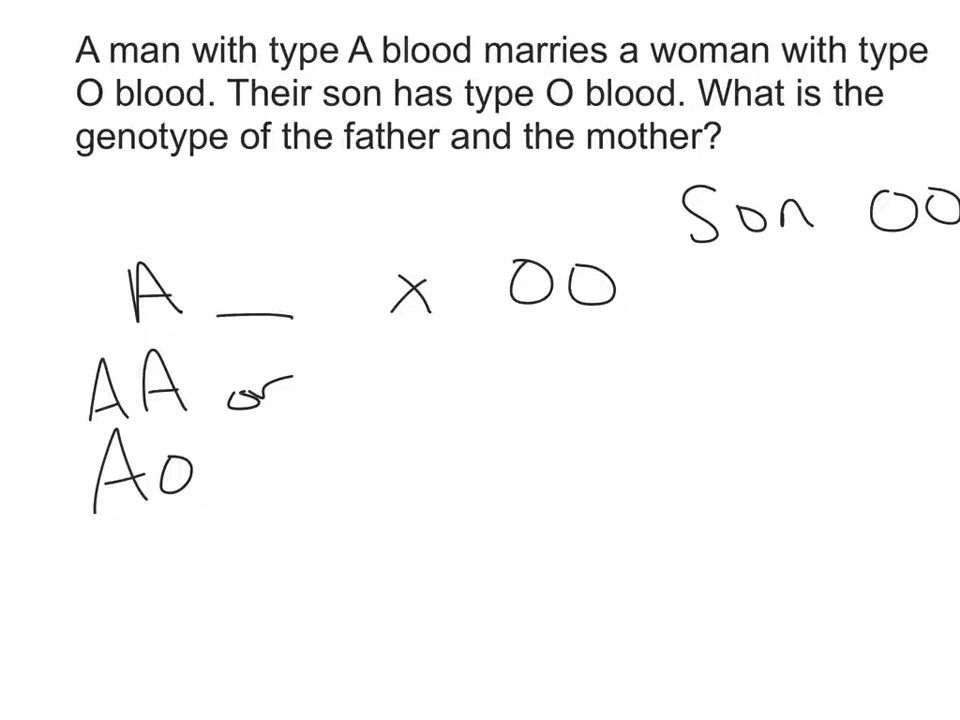 A man with type A blood marries a woman with type
O blood. Their son has type O blood. What is the
genotype of the father and the mother?
Son OO
A __ x OO
AA or
AO